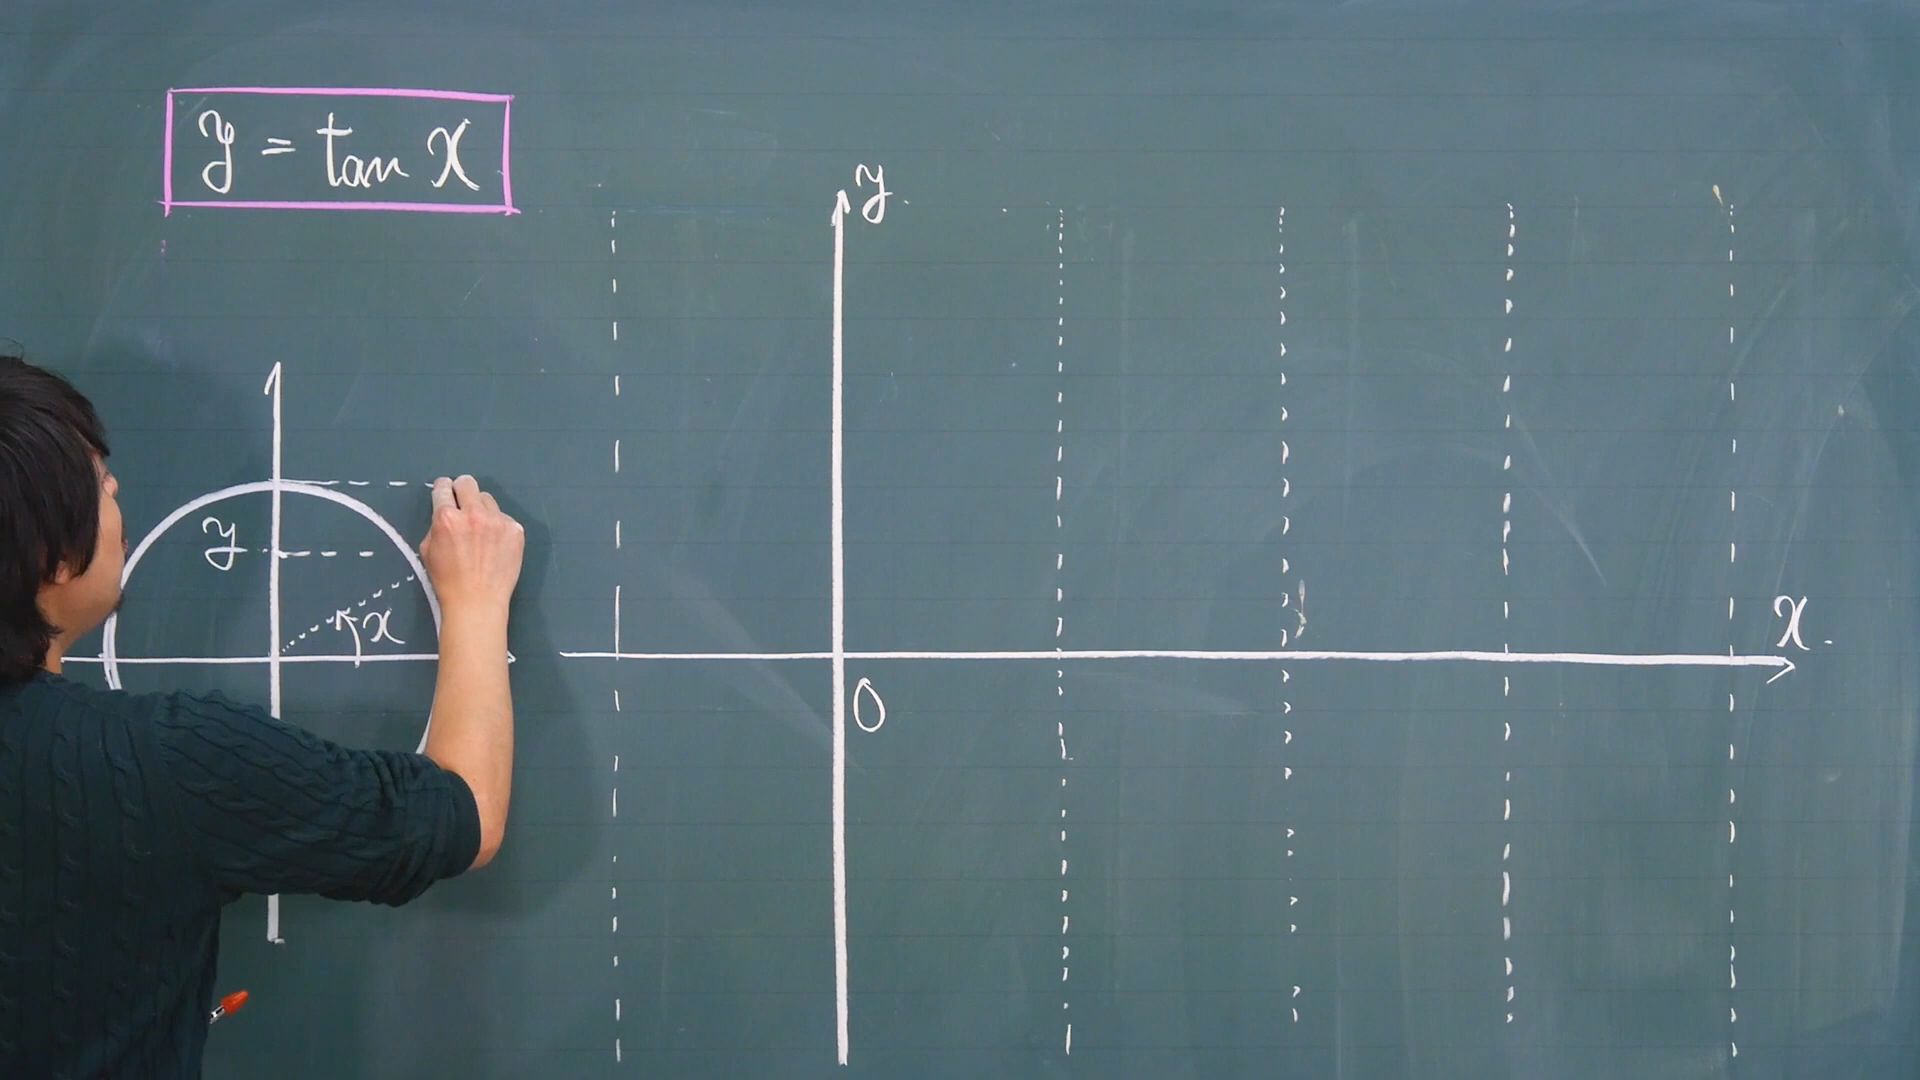 y = tan x
y
y
x
x
O